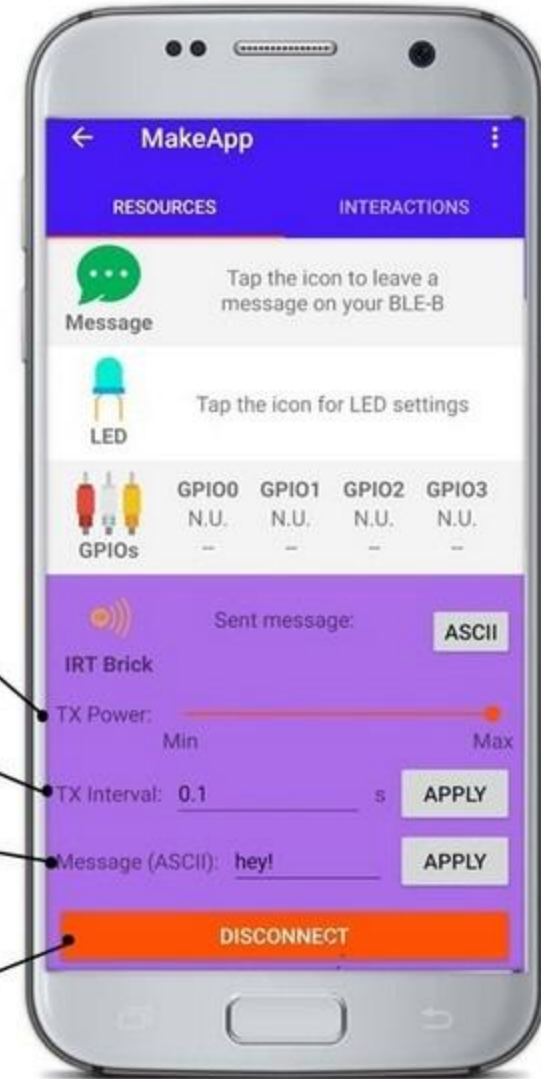 MakeApp
RESOURCES INTERACTIONS
Message
Tap the icon to leave a
message on your BLE-B
LED
Tap the icon for LED settings
GPIOs
GPIO0 GPIO1 GPIO2 GPIO3
N.U. N.U. N.U. N.U.
-- -- -- --
IRT Brick
Sent message:
ASCII
TX Power:
Min Max
TX Interval: 0.1 s APPLY
Message (ASCII): hey! APPLY
DISCONNECT